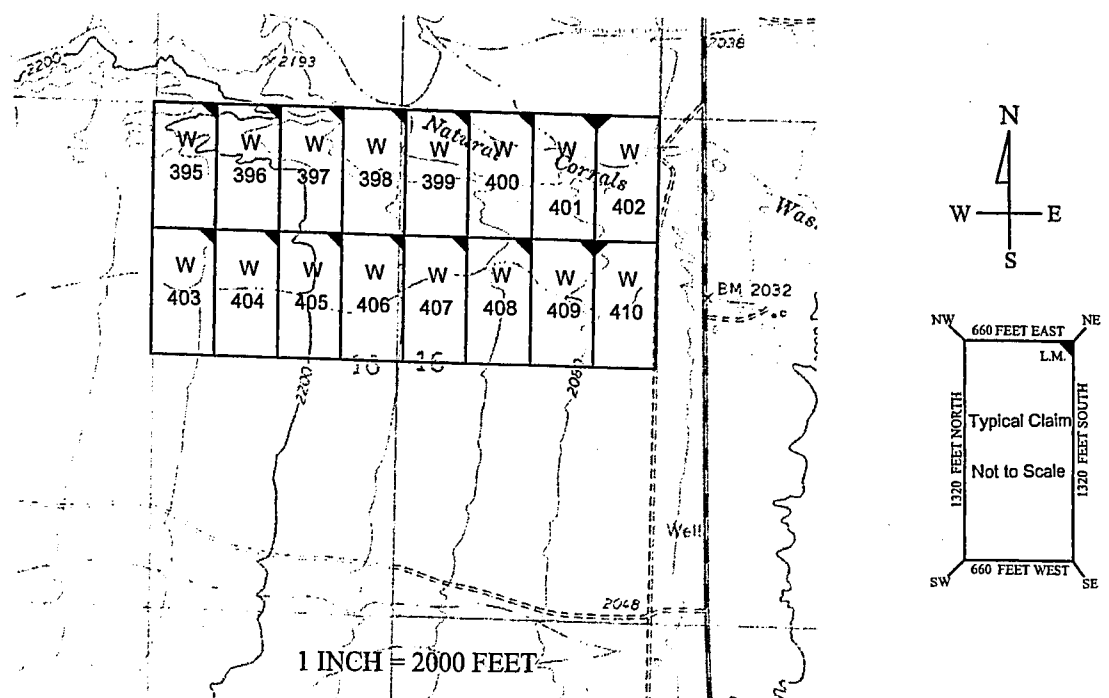 2038
2200
2193
N
W E
S
Natural
Corrals
W W W W W W W W
395 396 397 398 399 400 401 402
W W W W W W W W
403 404 405 406 407 408 409 410
BM 2032
10 16
2200
Well
2048
1 INCH = 2000 FEET
NW NE
660 FEET EAST
L.M.
1320 FEET NORTH
Typical Claim
Not to Scale
1320 FEET SOUTH
660 FEET WEST
SW SE